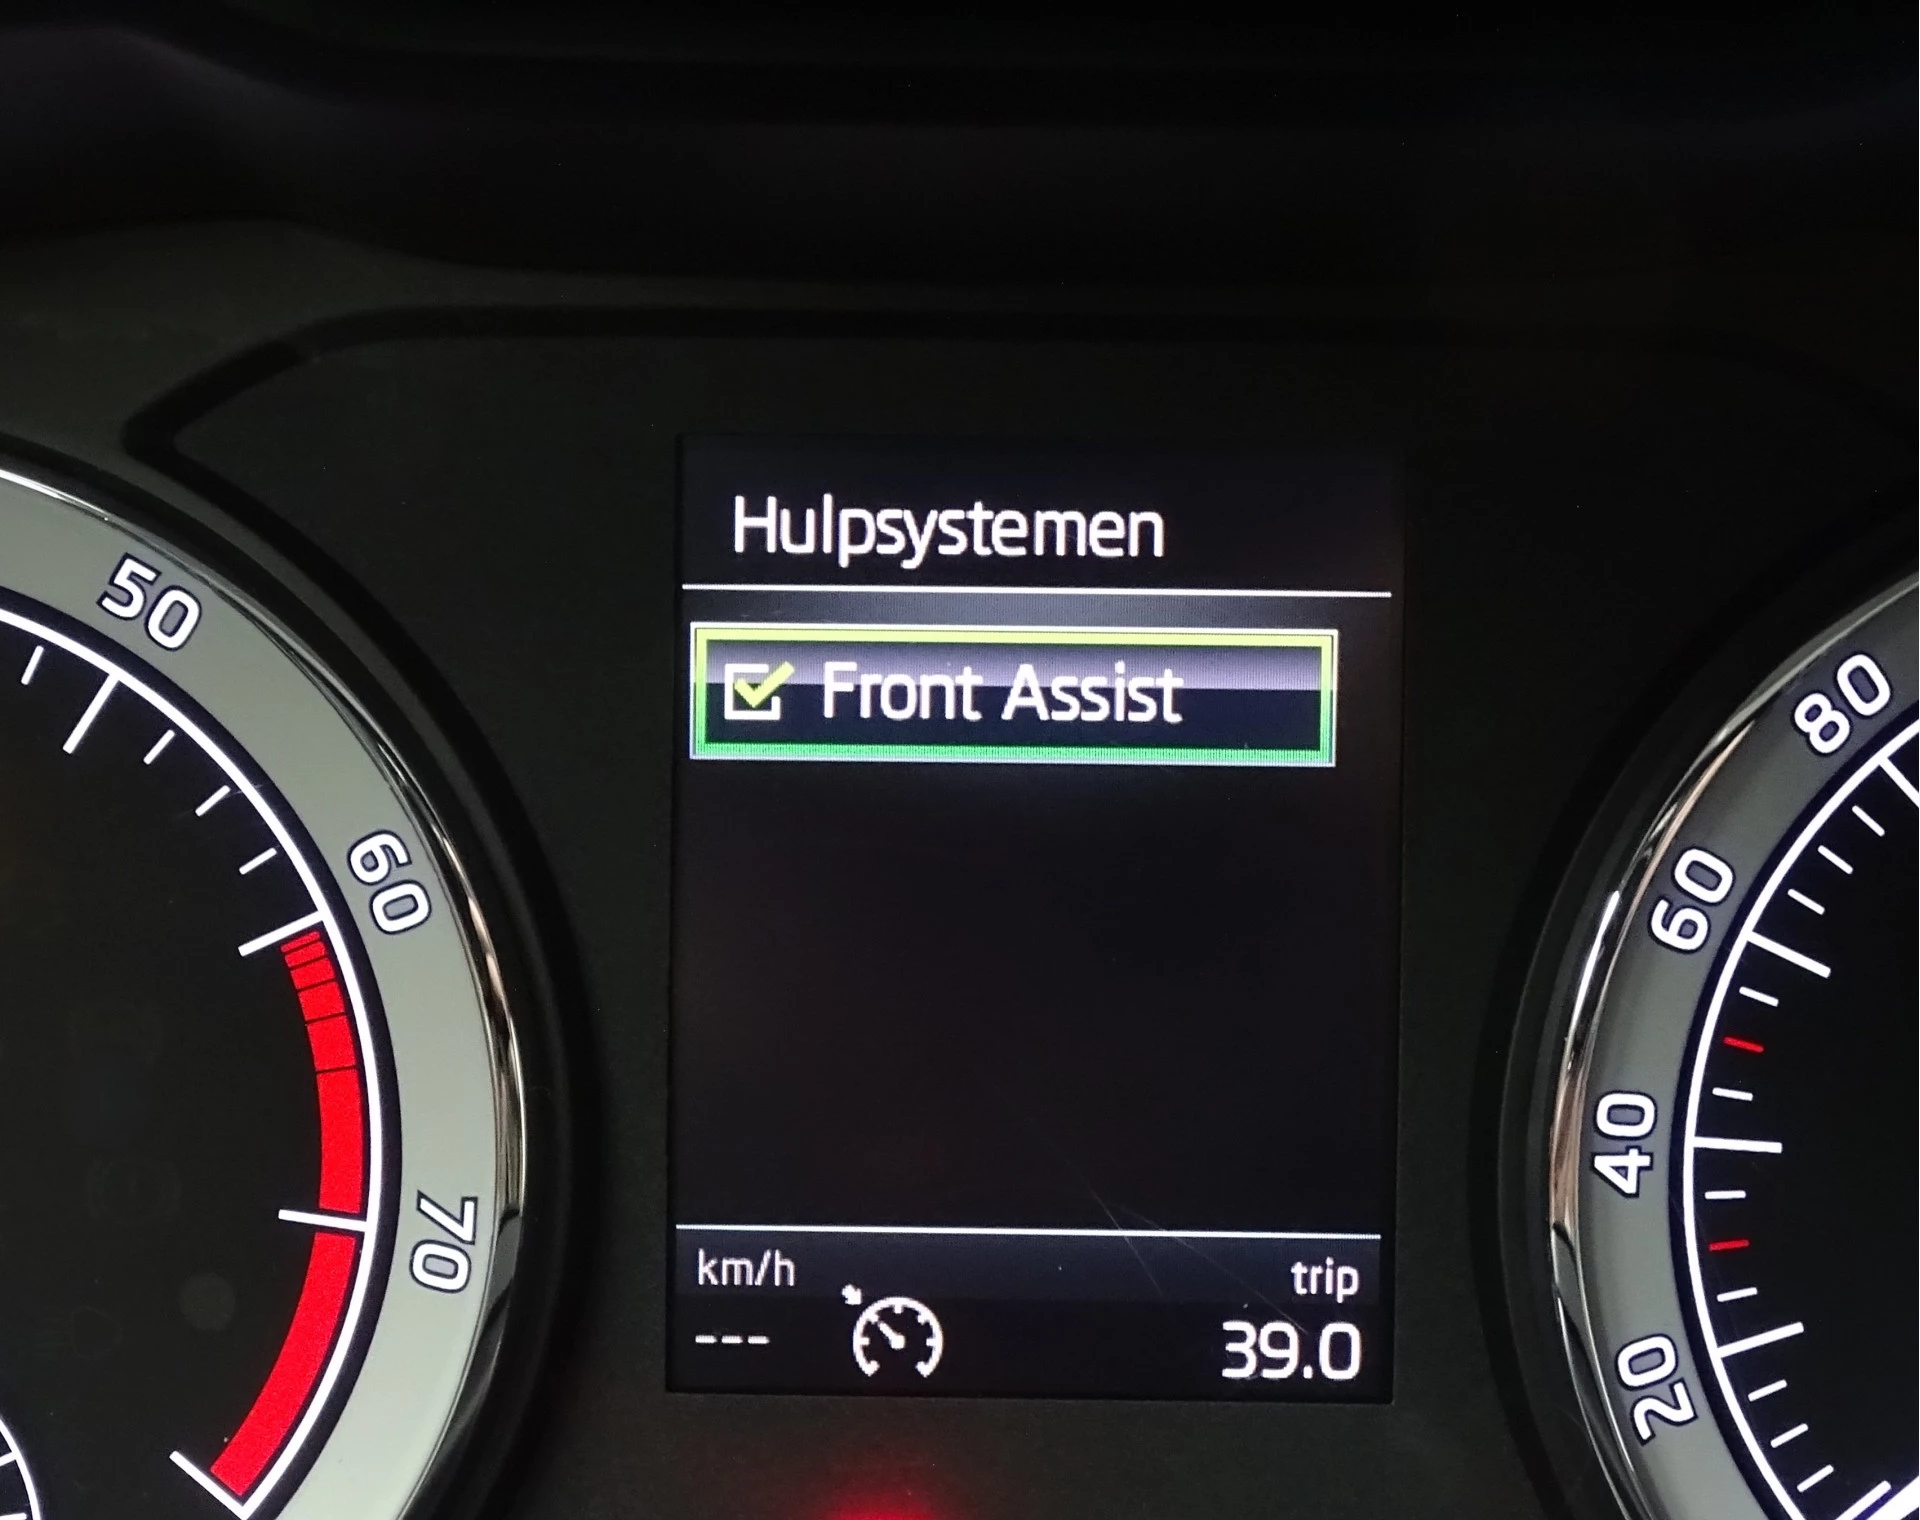 Hulpsystemen
Front Assist
km/h
trip
---
39.0
50
60
70
80
60
40
20